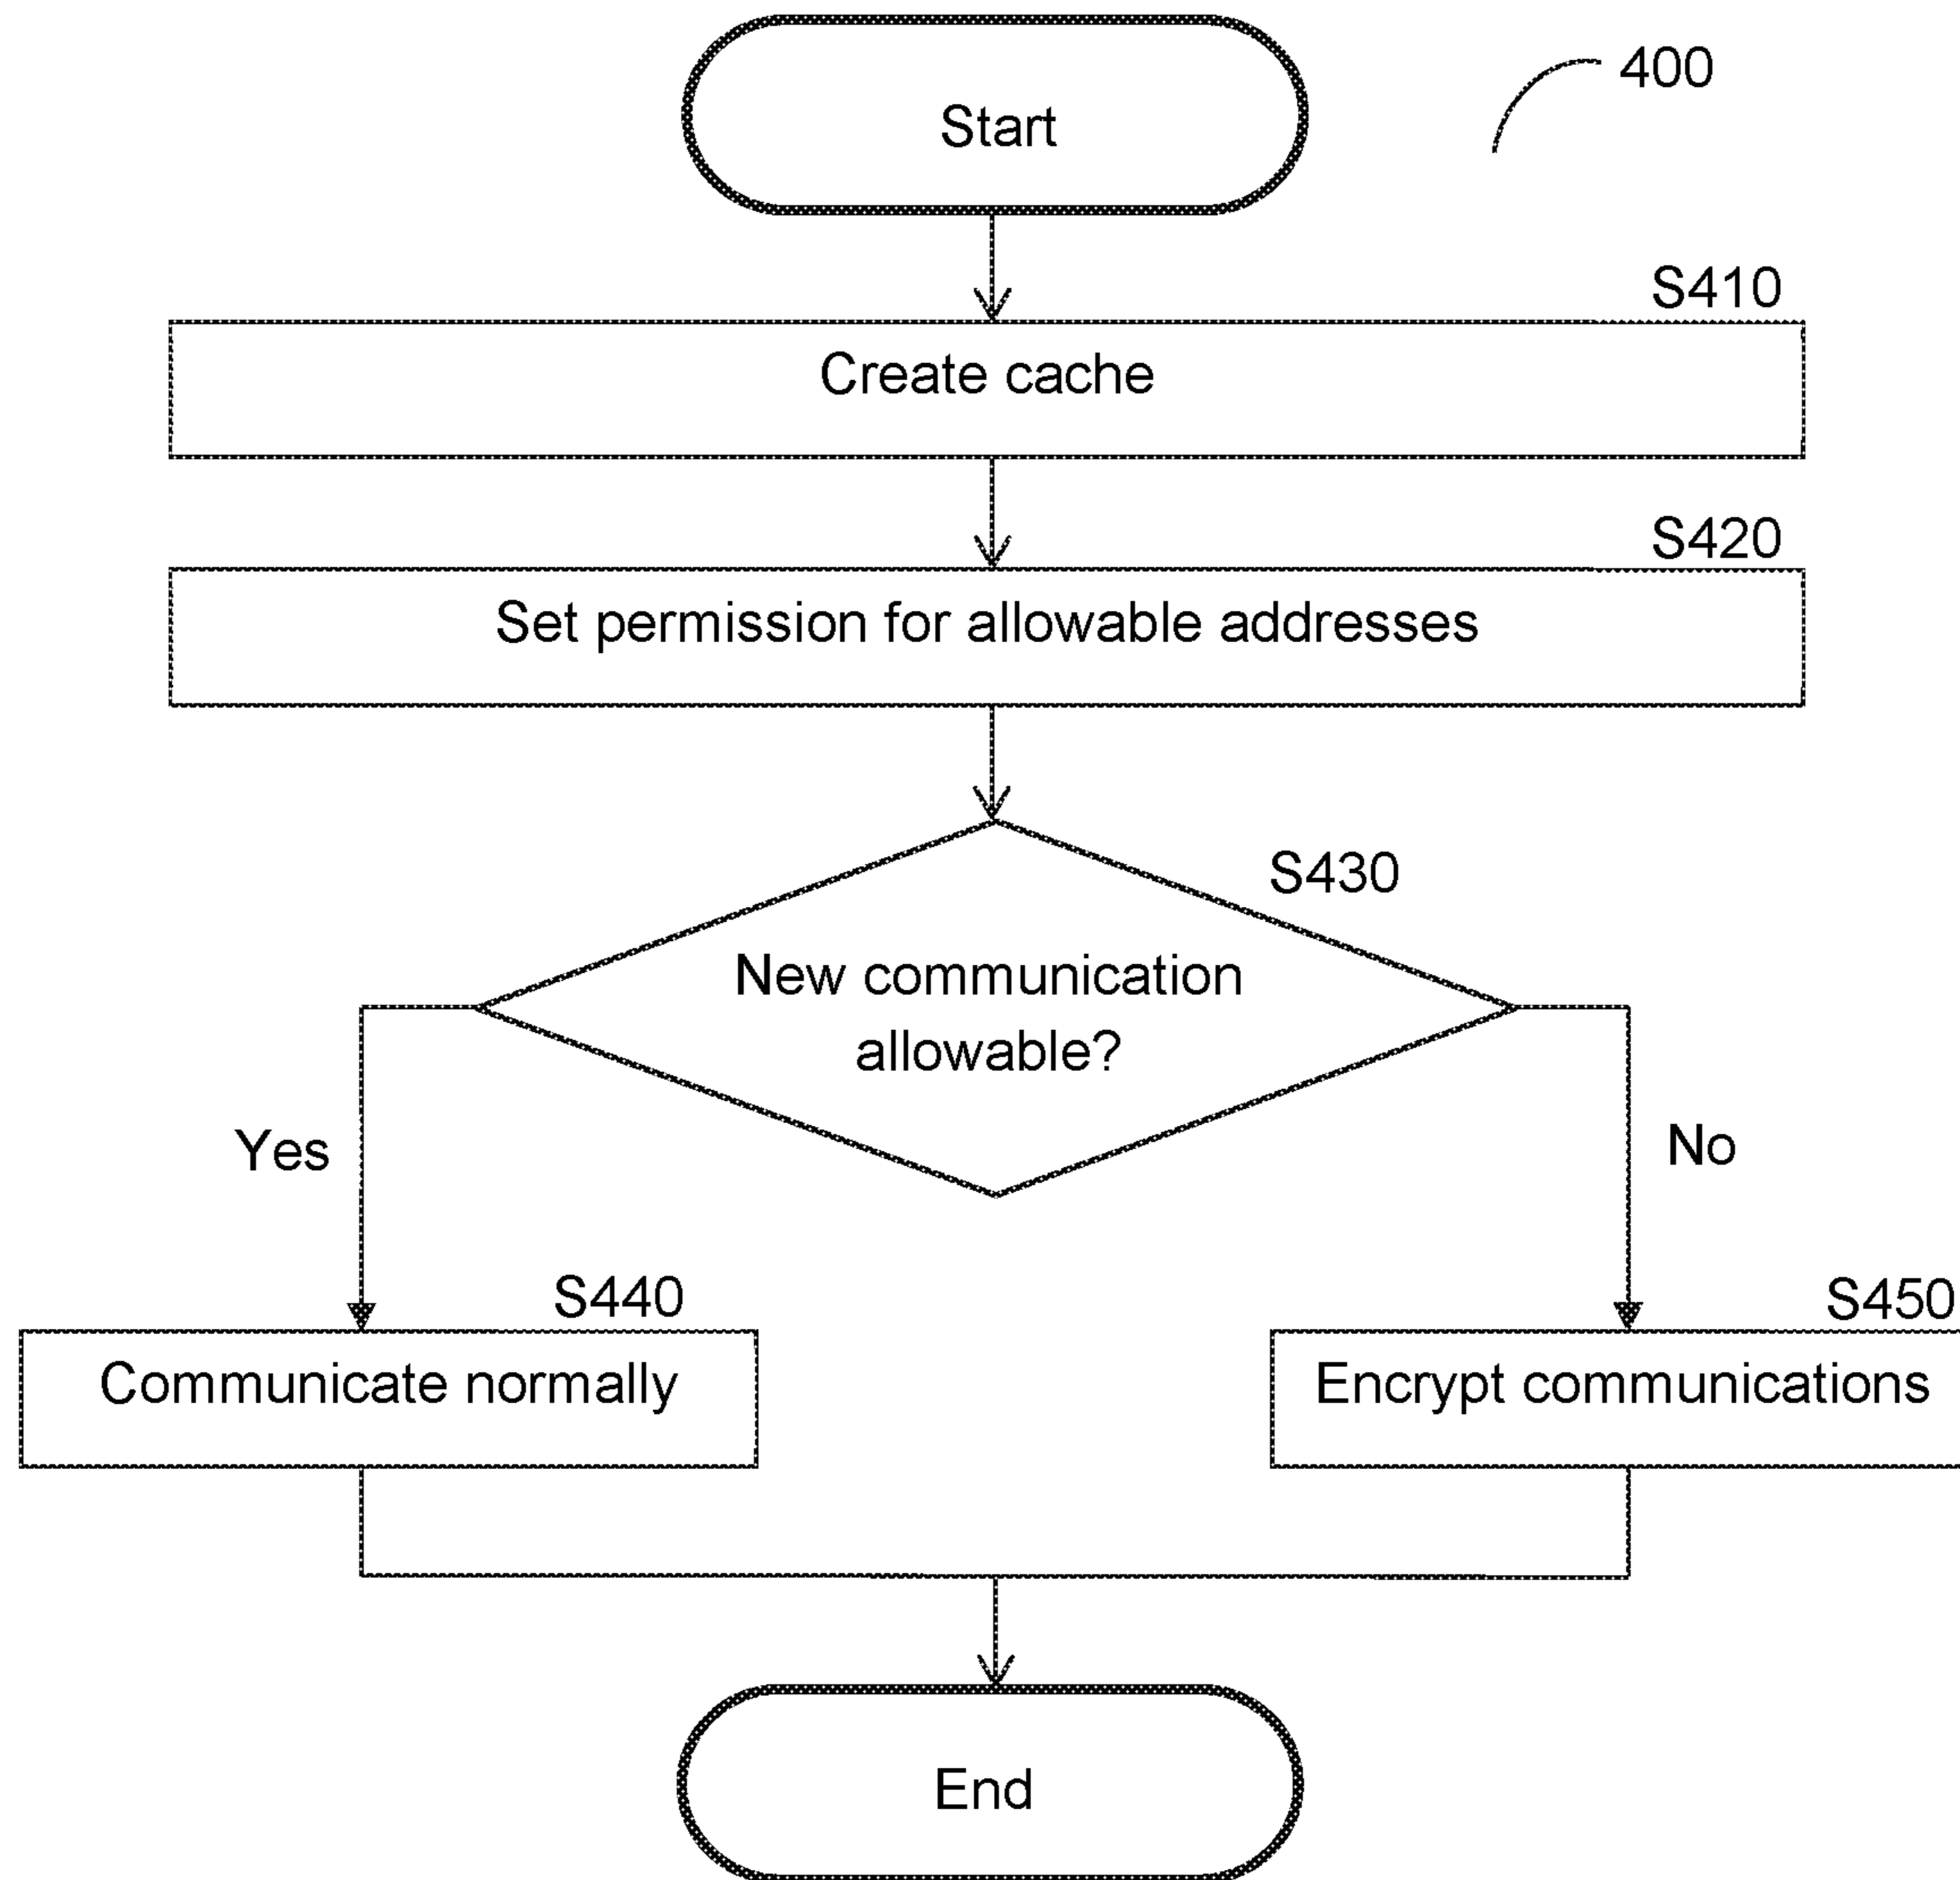 Start
400
S410
Create cache
S420
Set permission for allowable addresses
S430
New communication
allowable?
Yes
No
S440
Communicate normally
S450
Encrypt communications
End